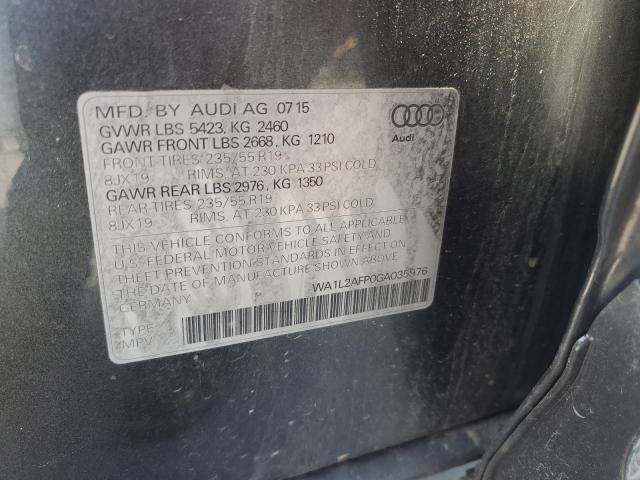 MFD. BY AUDI AG 07 15
GVWR LBS 5423, KG 2460
GAWR FRONT LBS 2668, KG 1210
FRONT-TIRES 235/55 R19
8JX19 RIMS. AT 230 KPA 33 PSI COLD.
GAWR REAR LBS 2976, KG 1350
REAR-TIRES 235/55 R19
8JX19 RIMS. AT 230 KPA 33 PSI COLD.
THIS VEHICLE CONFORMS TO ALL APPLICABLE
U.S. FEDERAL MOTOR VEHICLE SAFETY AND
THEFT PREVENTION STANDARDS IN EFFECT ON
THE DATE OF MANUFACTURE SHOWN ABOVE.
GERMANY
WA1L2AFP0GA035976
TYPE
MPV
Audi